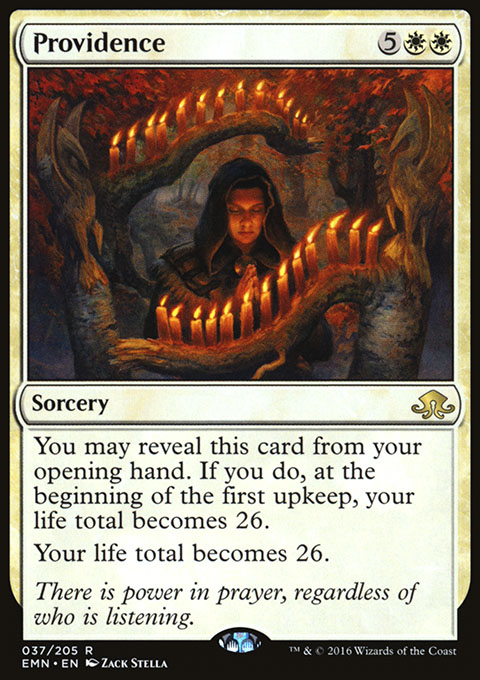 Providence 5
Sorcery
You may reveal this card from your
opening hand. If you do, at the
beginning of the first upkeep, your
life total becomes 26.
Your life total becomes 26.
There is power in prayer, regardless of
who is listening.
037/205 R
EMN • EN Zack Stella
™ & © 2016 Wizards of the Coast